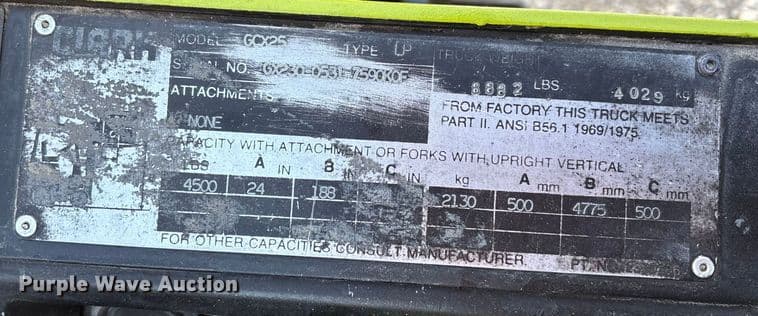 CLARK MODEL GCX25 TYPE LP TRUCK WEIGHT
NO. GX230-0531-7590KOF 8882 LBS. 4029 kg
ATTACHMENTS
FROM FACTORY THIS TRUCK MEETS
NONE PART II. ANSI B56.1 1969/1975.
CAPACITY WITH ATTACHMENT OR FORKS WITH UPRIGHT VERTICAL
LBS A IN B IN C IN kg A mm B mm C mm
4500 24 188 2130 500 4775 500
FOR OTHER CAPACITIES CONSULT MANUFACTURER.
Purple Wave Auction